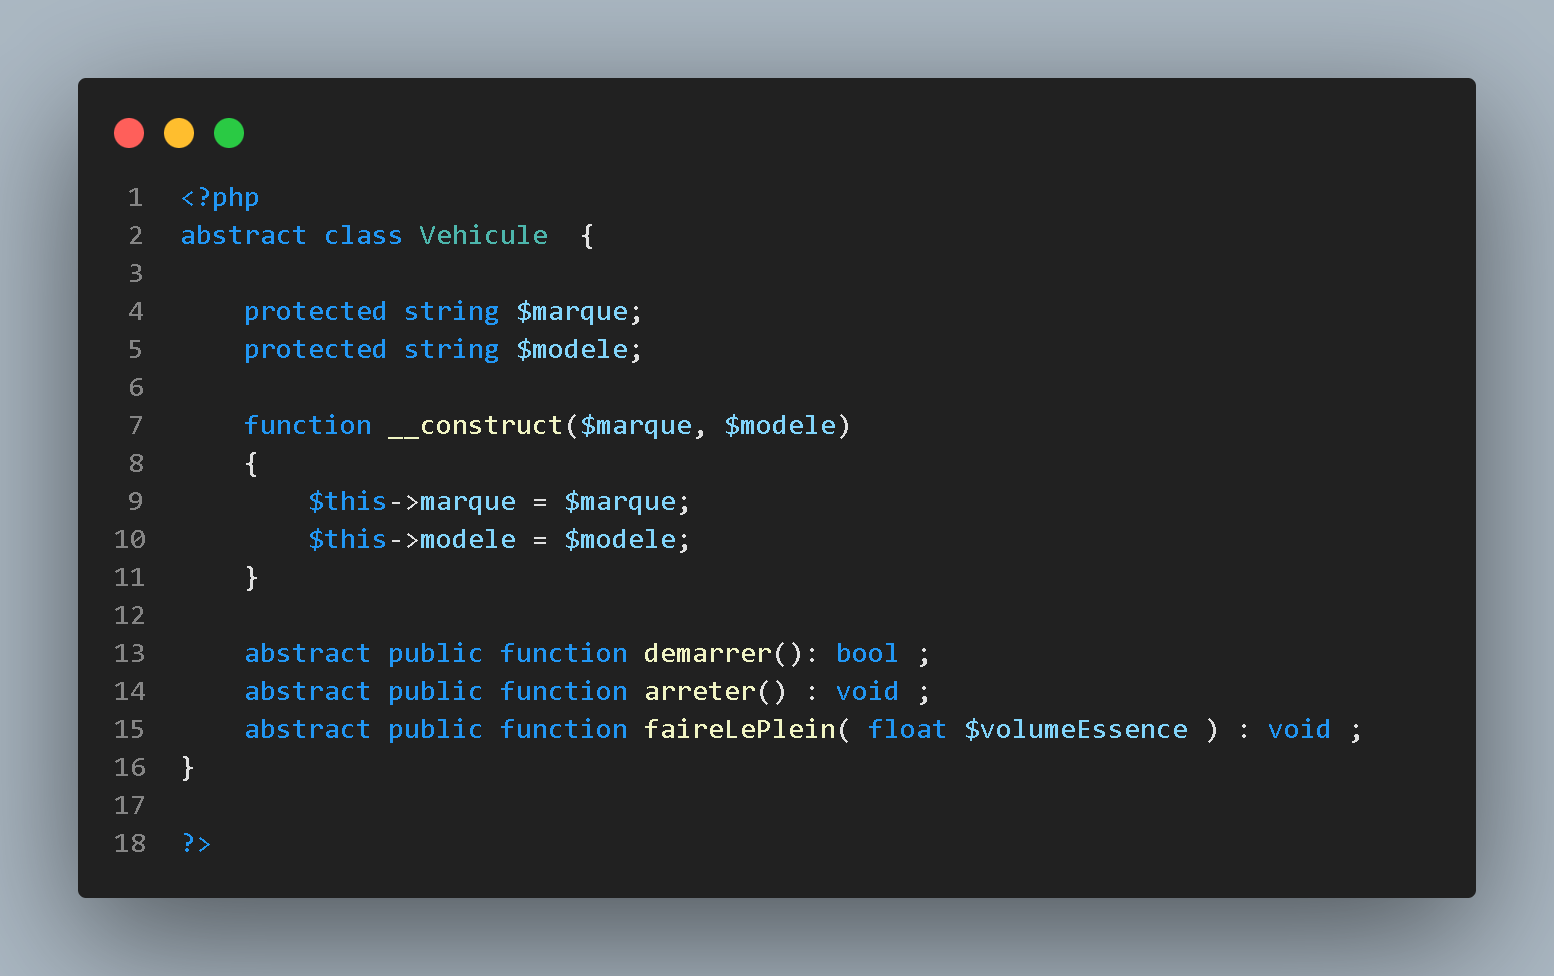 1 <?php
2 abstract class Vehicule  {
3
4     protected string $marque;
5     protected string $modele;
6
7     function __construct($marque, $modele)
8     {
9         $this->marque = $marque;
10         $this->modele = $modele;
11     }
12
13     abstract public function demarrer(): bool ;
14     abstract public function arreter() : void ;
15     abstract public function faireLePlein( float $volumeEssence ) : void ;
16 }
17
18 ?>